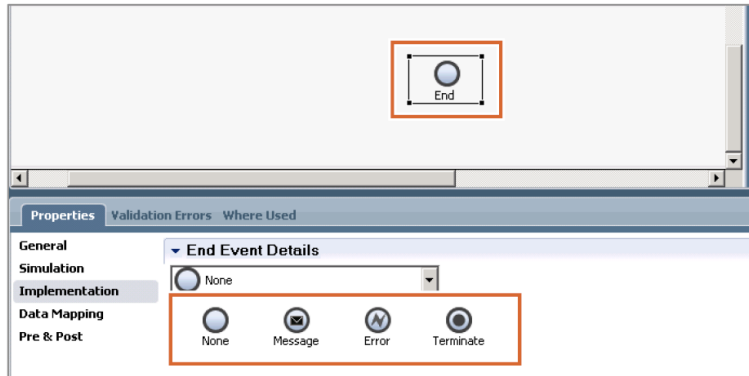 End
Properties Validation Errors Where Used
General
Simulation
Implementation
Data Mapping
Pre & Post
End Event Details
None
None Message Error Terminate